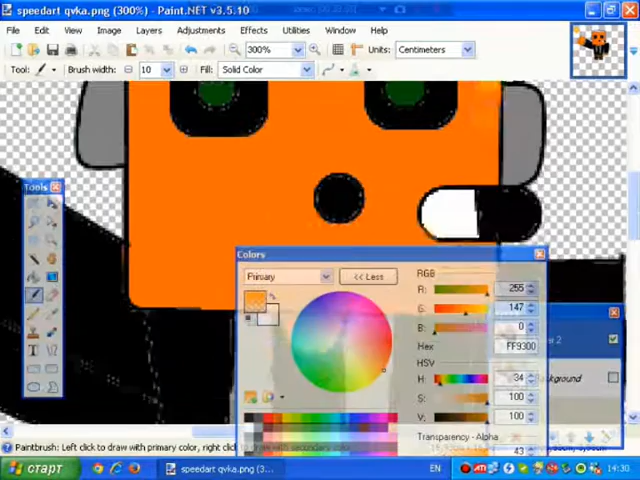 speedart qvka.png (300%) - Paint.NET v3.5.10
File Edit View Image Layers Adjustments Effects Utilities Window Help
300% Units: Centimeters
Tool: Brush width: 10 Fill: Solid Color
Tools
Colors
Primary << Less
RGB
R: 255
G: 147
B: 0
Hex FF9300
HSV
H: 34
S: 100
V: 100
Transparency - Alpha
43
Background
Paintbrush: Left click to draw with primary color, right
старт speedart qvka.png (3... EN 14:30